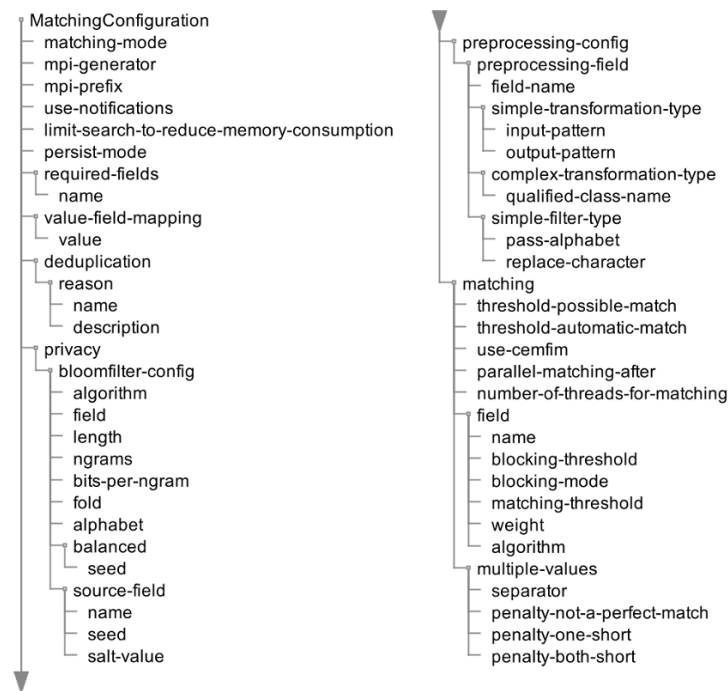 MatchingConfiguration
matching-mode
mpi-generator
mpi-prefix
use-notifications
limit-search-to-reduce-memory-consumption
persist-mode
required-fields
name
value-field-mapping
value
deduplication
reason
name
description
privacy
bloomfilter-config
algorithm
field
length
ngrams
bits-per-ngram
fold
alphabet
balanced
seed
source-field
name
seed
salt-value
preprocessing-config
preprocessing-field
field-name
simple-transformation-type
input-pattern
output-pattern
complex-transformation-type
qualified-class-name
simple-filter-type
pass-alphabet
replace-character
matching
threshold-possible-match
threshold-automatic-match
use-cemfim
parallel-matching-after
number-of-threads-for-matching
field
name
blocking-threshold
blocking-mode
matching-threshold
weight
algorithm
multiple-values
separator
penalty-not-a-perfect-match
penalty-one-short
penalty-both-short